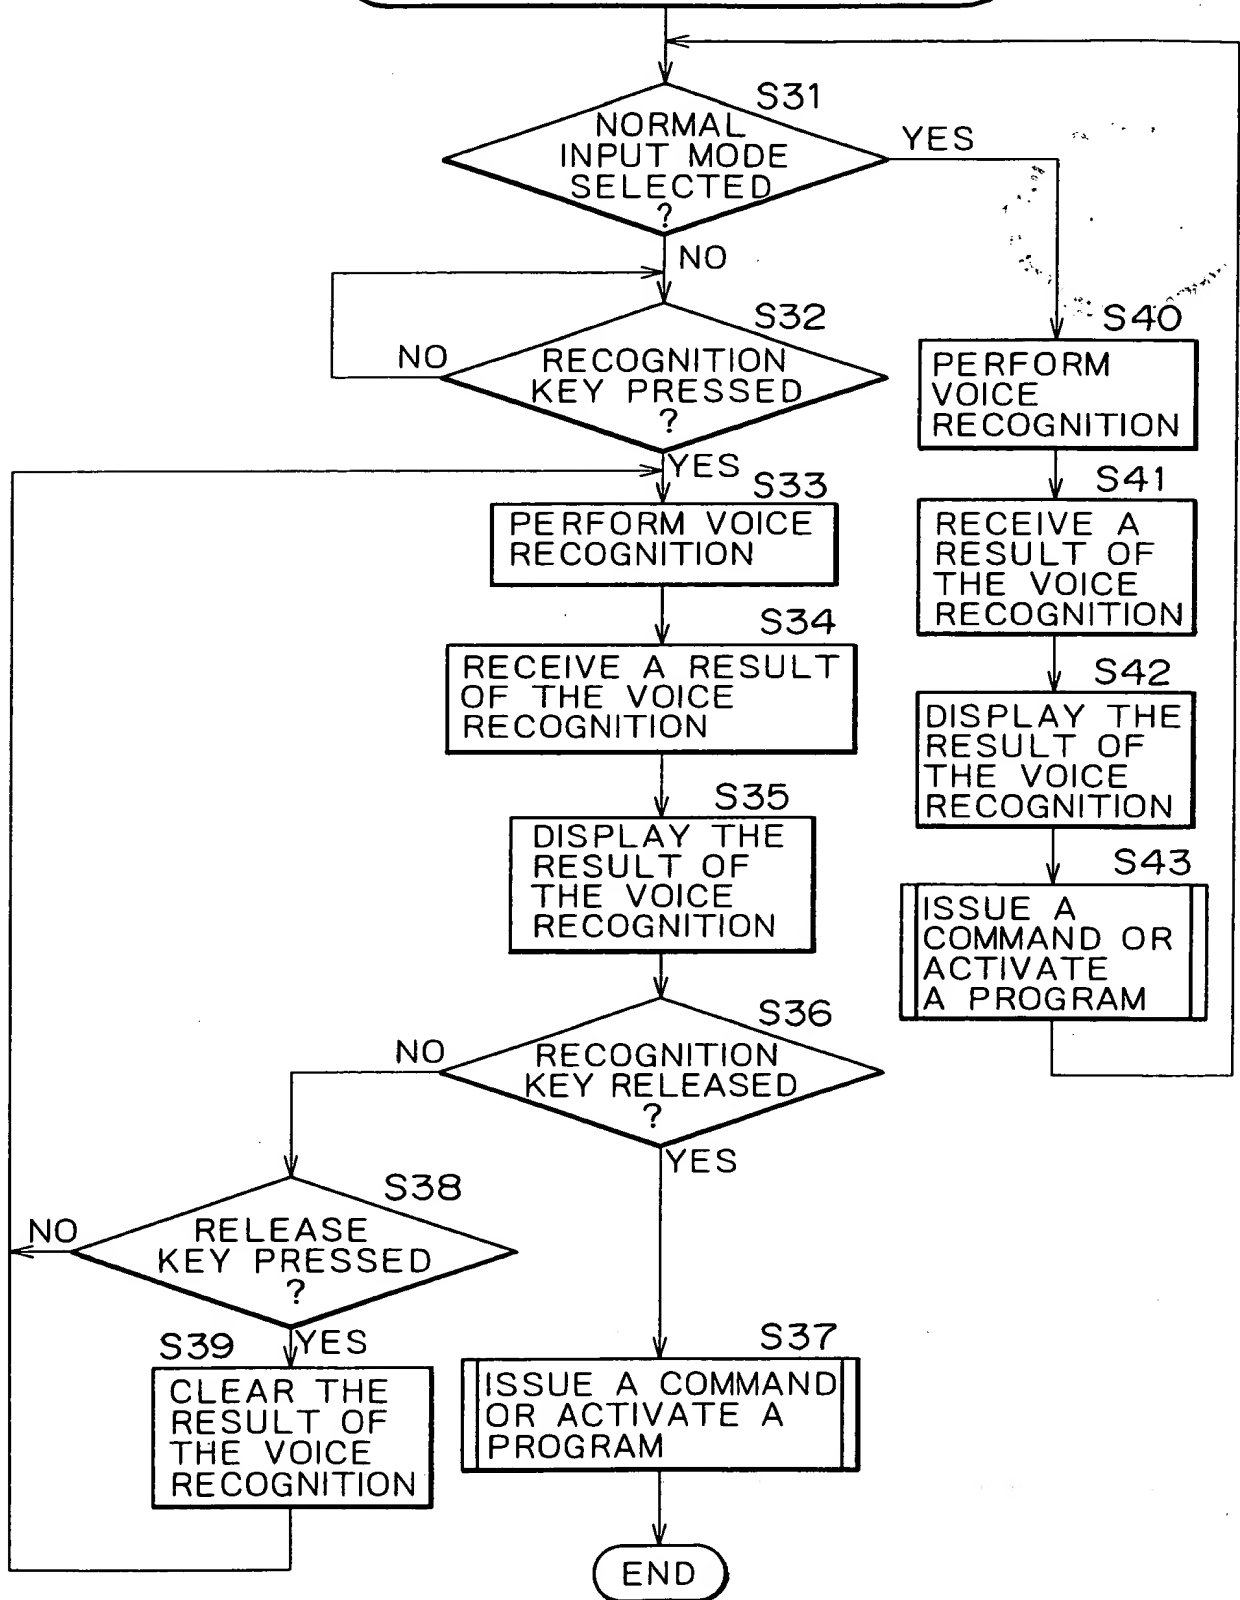 S31
NORMAL
INPUT MODE
SELECTED
?
YES
NO
S32
NO
RECOGNITION
KEY PRESSED
?
YES
S33
PERFORM VOICE
RECOGNITION
S34
RECEIVE A RESULT
OF THE VOICE
RECOGNITION
S35
DISPLAY THE
RESULT OF
THE VOICE
RECOGNITION
S36
NO
RECOGNITION
KEY RELEASED
?
YES
S38
NO
RELEASE
KEY PRESSED
?
YES
S39
CLEAR THE
RESULT OF
THE VOICE
RECOGNITION
S37
ISSUE A COMMAND
OR ACTIVATE A
PROGRAM
END
S40
PERFORM
VOICE
RECOGNITION
S41
RECEIVE A
RESULT OF
THE VOICE
RECOGNITION
S42
DISPLAY THE
RESULT OF
THE VOICE
RECOGNITION
S43
ISSUE A
COMMAND OR
ACTIVATE
A PROGRAM